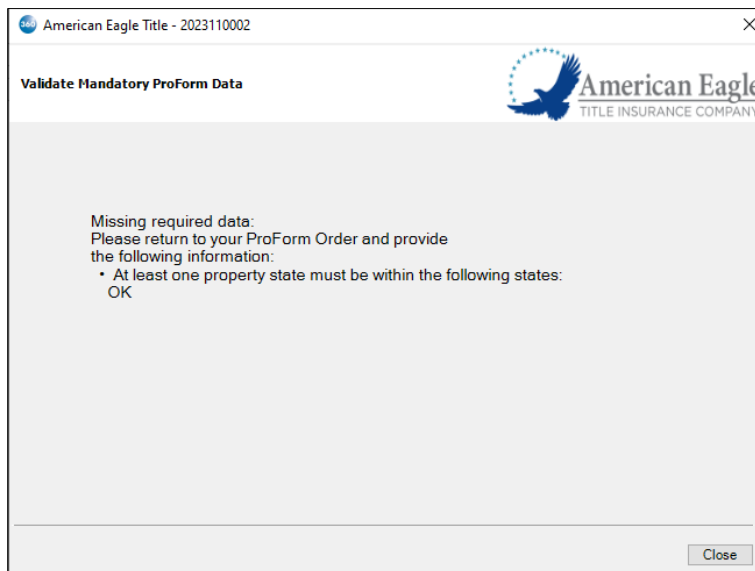 360 American Eagle Title - 2023110002
Validate Mandatory ProForm Data
American Eagle
TITLE INSURANCE COMPANY
Missing required data:
Please return to your ProForm Order and provide
the following information:
• At least one property state must be within the following states:
OK
Close